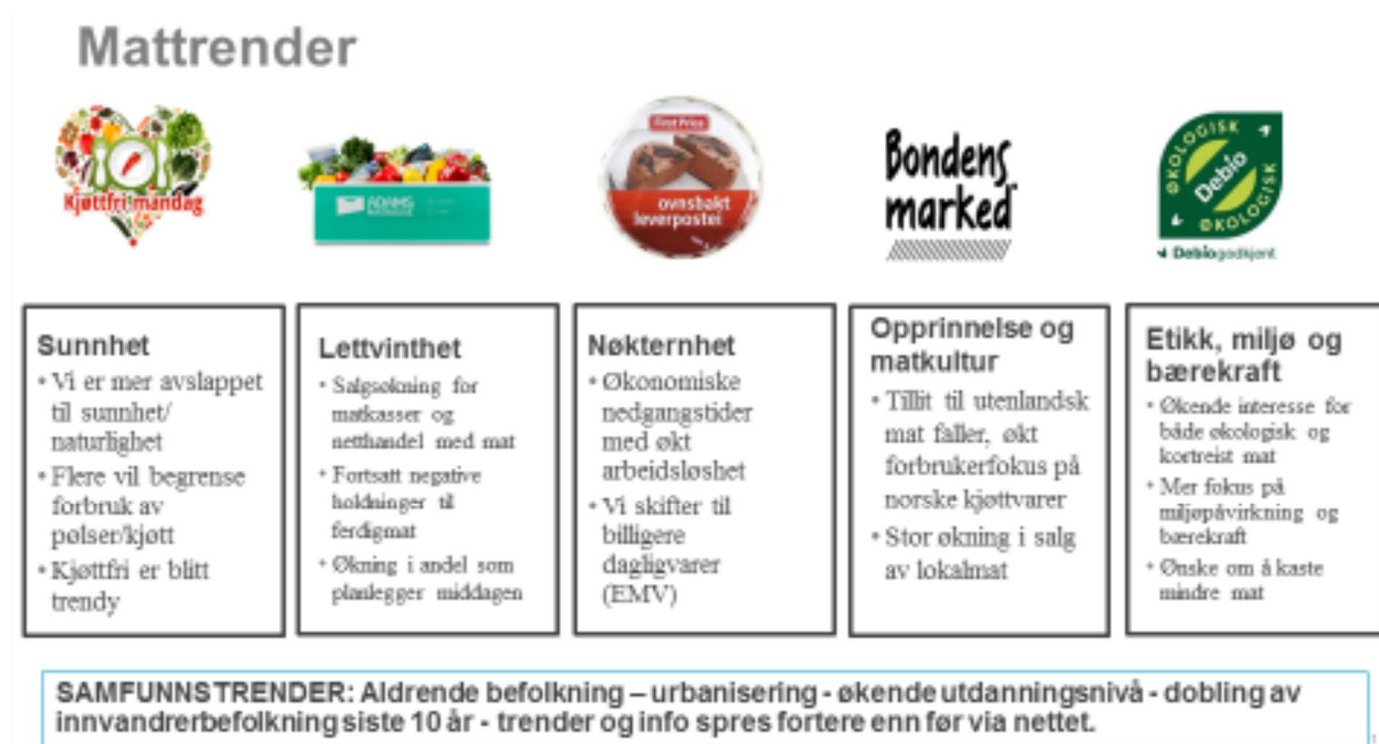 Mattrender
Kjøttfri mandag
ADAMS
First Price
ovnsbakt
leverpostei
Bondens
marked
ØKOLOGISK
Debio
ØKOLOGISK
Debiogodkjent
Sunnhet
• Vi er mer avslappet
til sunnhet/
naturlighet
• Flere vil begrense
forbruk av
pølser/kjøtt
• Kjøttfri er blitt
trendy
Lettvinthet
• Salgsøkning for
matkasser og
netthandel med mat
• Fortsatt negative
holdninger til
ferdigmat
• Økning i andel som
planlegger middagen
Nøkternhet
• Økonomiske
nedgangstider
med økt
arbeidsløshet
• Vi skifter til
billigere
dagligvarer
(EMV)
Opprinnelse og
matkultur
• Tillit til utenlandsk
mat faller, økt
forbrukerfokus på
norske kjøttvarer
• Stor økning i salg
av lokalmat
Etikk, miljø og
bærekraft
• Økende interesse for
både økologisk og
kortreist mat
• Mer fokus på
miljøpåvirkning og
bærekraft
• Ønske om å kaste
mindre mat
SAMFUNNSTRENDER: Aldrende befolkning – urbanisering - økende utdanningsnivå - dobling av
innvandrerbefolkning siste 10 år - trender og info spres fortere enn før via nettet.